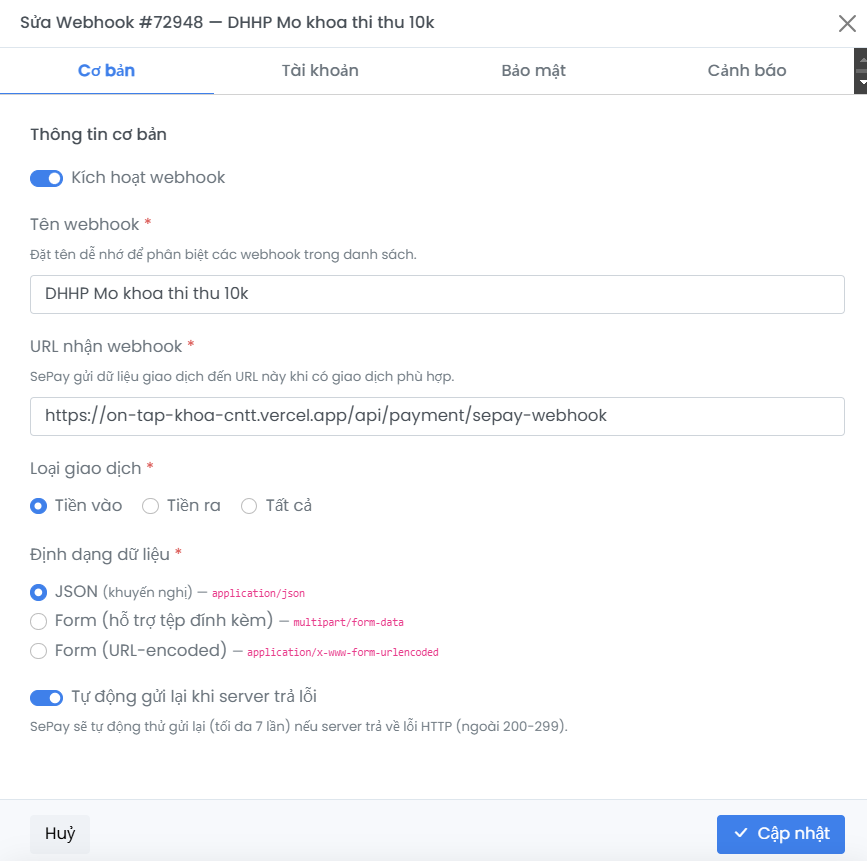 Sửa Webhook #72948 — DHHP Mo khoa thi thu 10k
Cơ bản Tài khoản Bảo mật Cảnh báo
Thông tin cơ bản
Kích hoạt webhook
Tên webhook *
Đặt tên dễ nhớ để phân biệt các webhook trong danh sách.
DHHP Mo khoa thi thu 10k
URL nhận webhook *
SePay gửi dữ liệu giao dịch đến URL này khi có giao dịch phù hợp.
https://on-tap-khoa-cntt.vercel.app/api/payment/sepay-webhook
Loại giao dịch *
Tiền vào Tiền ra Tất cả
Định dạng dữ liệu *
JSON (khuyến nghị) — application/json
Form (hỗ trợ tệp đính kèm) — multipart/form-data
Form (URL-encoded) — application/x-www-form-urlencoded
Tự động gửi lại khi server trả lỗi
SePay sẽ tự động thử gửi lại (tối đa 7 lần) nếu server trả về lỗi HTTP (ngoài 200-299).
Huỷ Cập nhật